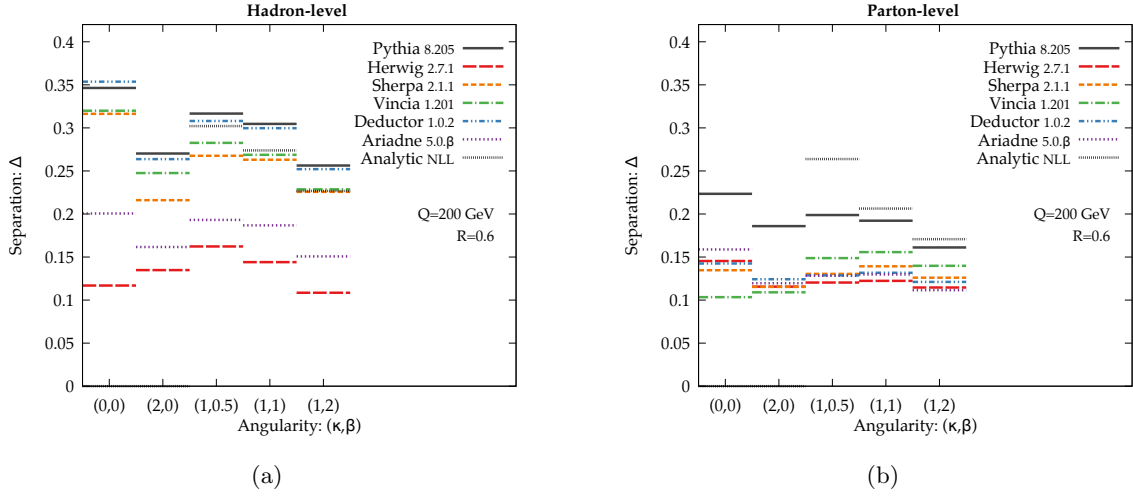 Hadron-level
0.4
0.35
0.3
0.25
0.2
0.15
0.1
0.05
0
Separation: Δ
Pythia 8.205
Herwig 2.7.1
Sherpa 2.1.1
Vincia 1.201
Deductor 1.0.2
Ariadne 5.0.β
Analytic NLL
Q=200 GeV
R=0.6
(0,0) (2,0) (1,0.5) (1,1) (1,2)
Angularity: (κ,β)
(a)
Parton-level
0.4
0.35
0.3
0.25
0.2
0.15
0.1
0.05
0
Separation: Δ
Pythia 8.205
Herwig 2.7.1
Sherpa 2.1.1
Vincia 1.201
Deductor 1.0.2
Ariadne 5.0.β
Analytic NLL
Q=200 GeV
R=0.6
(0,0) (2,0) (1,0.5) (1,1) (1,2)
Angularity: (κ,β)
(b)